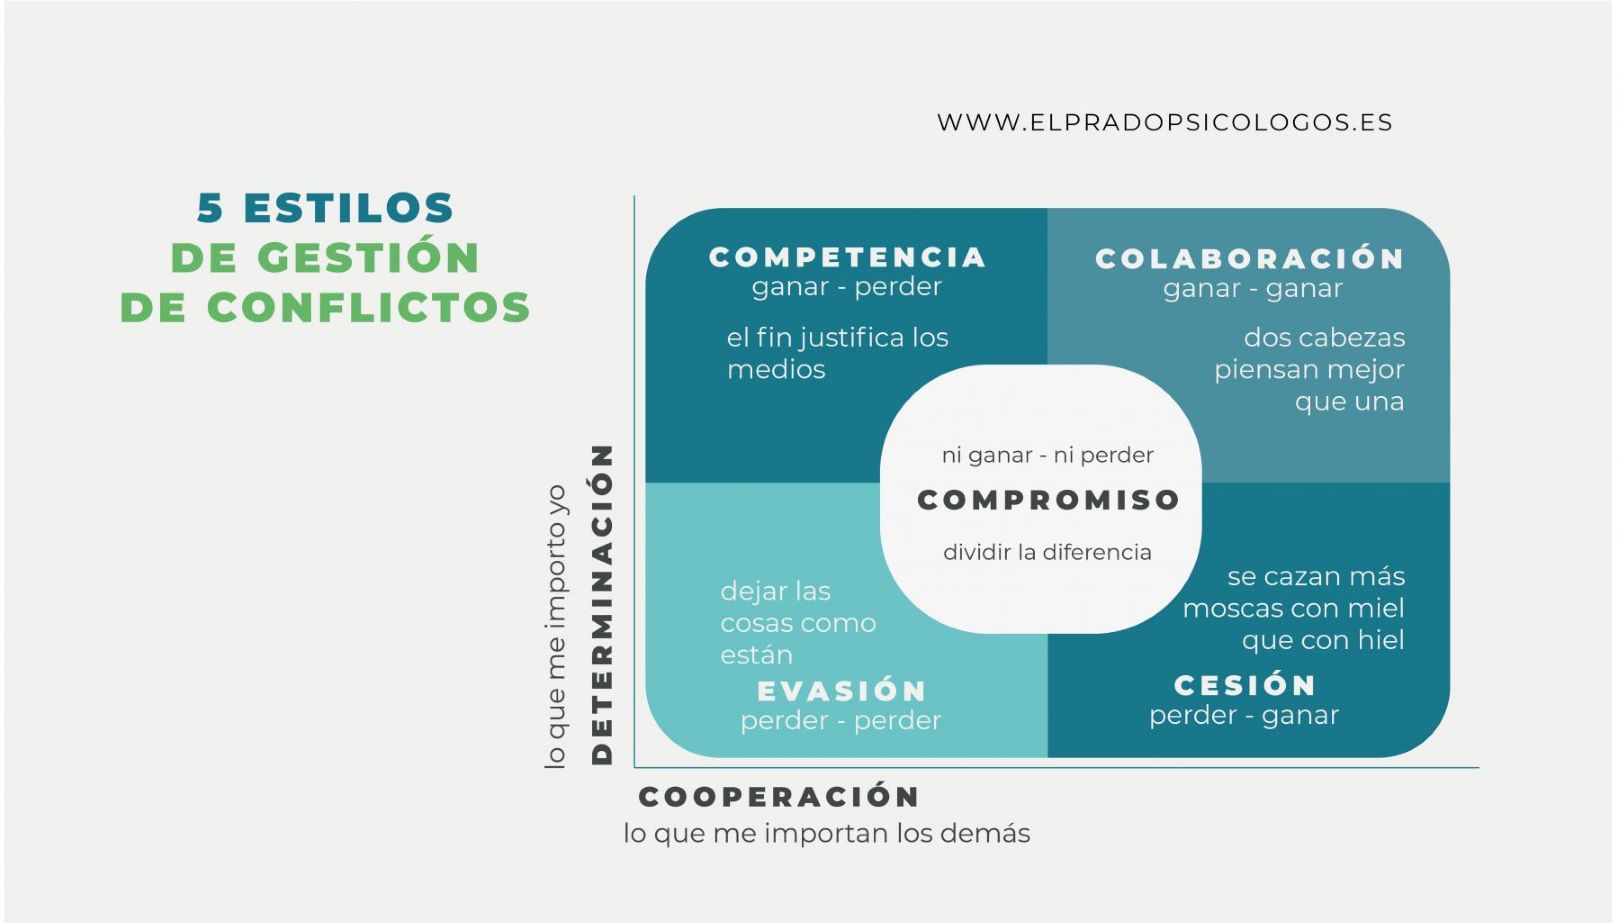 WWW.ELPRADOPSICOLOGOS.ES
5 ESTILOS
DE GESTIÓN
DE CONFLICTOS
COMPETENCIA
ganar - perder
el fin justifica los
medios
COLABORACIÓN
ganar - ganar
dos cabezas
piensan mejor
que una
ni ganar - ni perder
COMPROMISO
dividir la diferencia
dejar las
cosas como
están
EVASIÓN
perder - perder
se cazan más
moscas con miel
que con hiel
CESIÓN
perder - ganar
lo que me importo yo
DETERMINACIÓN
COOPERACIÓN
lo que me importan los demás